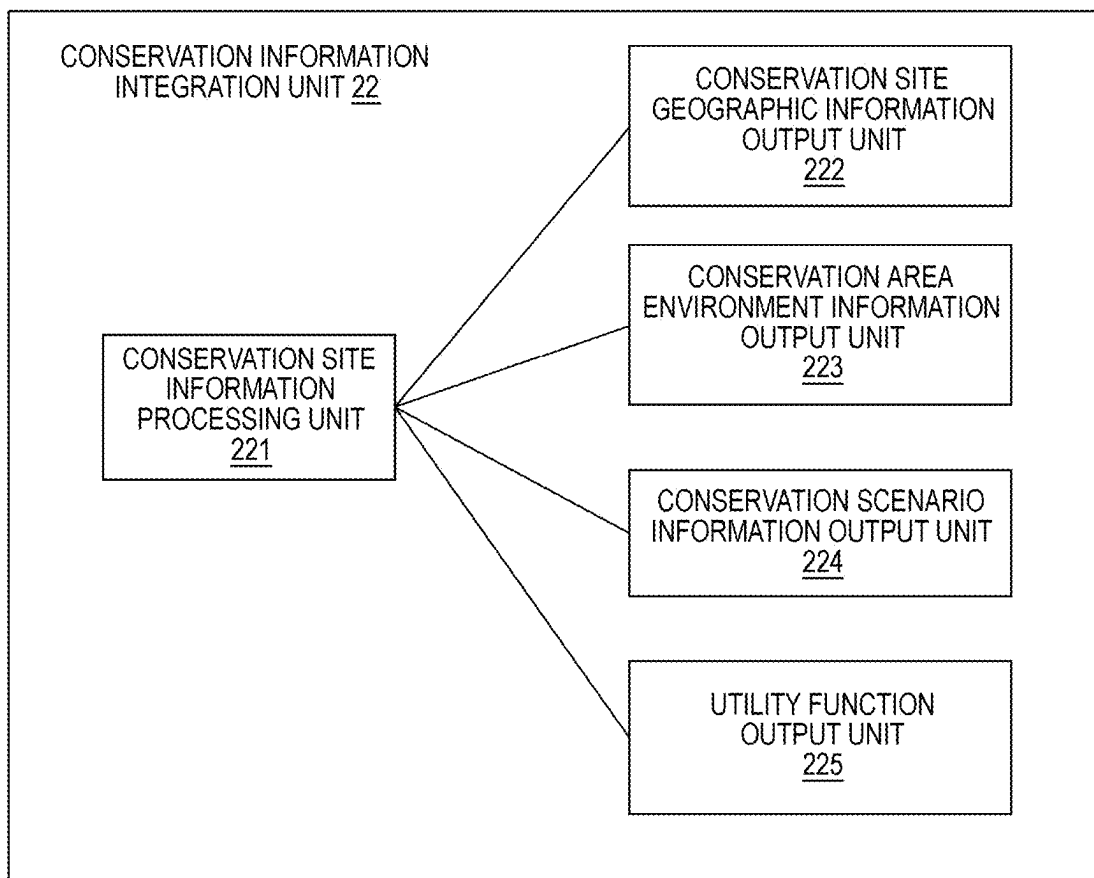 CONSERVATION INFORMATION
INTEGRATION UNIT 22
CONSERVATION SITE
INFORMATION
PROCESSING UNIT
221
CONSERVATION SITE
GEOGRAPHIC INFORMATION
OUTPUT UNIT
222
CONSERVATION AREA
ENVIRONMENT INFORMATION
OUTPUT UNIT
223
CONSERVATION SCENARIO
INFORMATION OUTPUT UNIT
224
UTILITY FUNCTION
OUTPUT UNIT
225